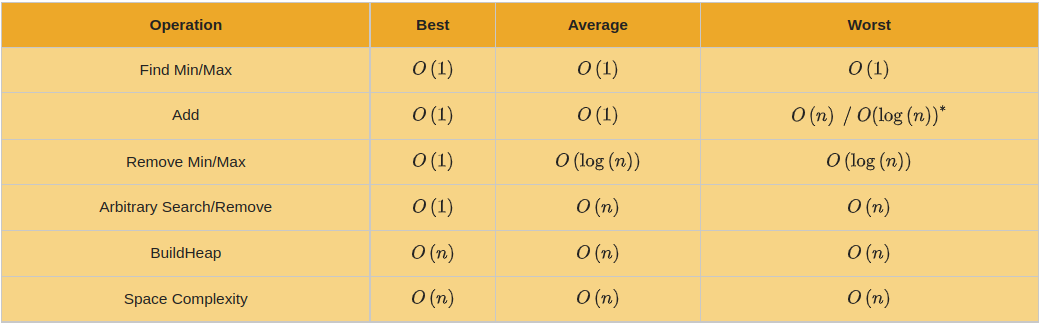 Operation Best Average Worst
Find Min/Max O(1) O(1) O(1)
Add O(1) O(1) O(n) / O(log(n))*
Remove Min/Max O(1) O(log(n)) O(log(n))
Arbitrary Search/Remove O(1) O(n) O(n)
BuildHeap O(n) O(n) O(n)
Space Complexity O(n) O(n) O(n)